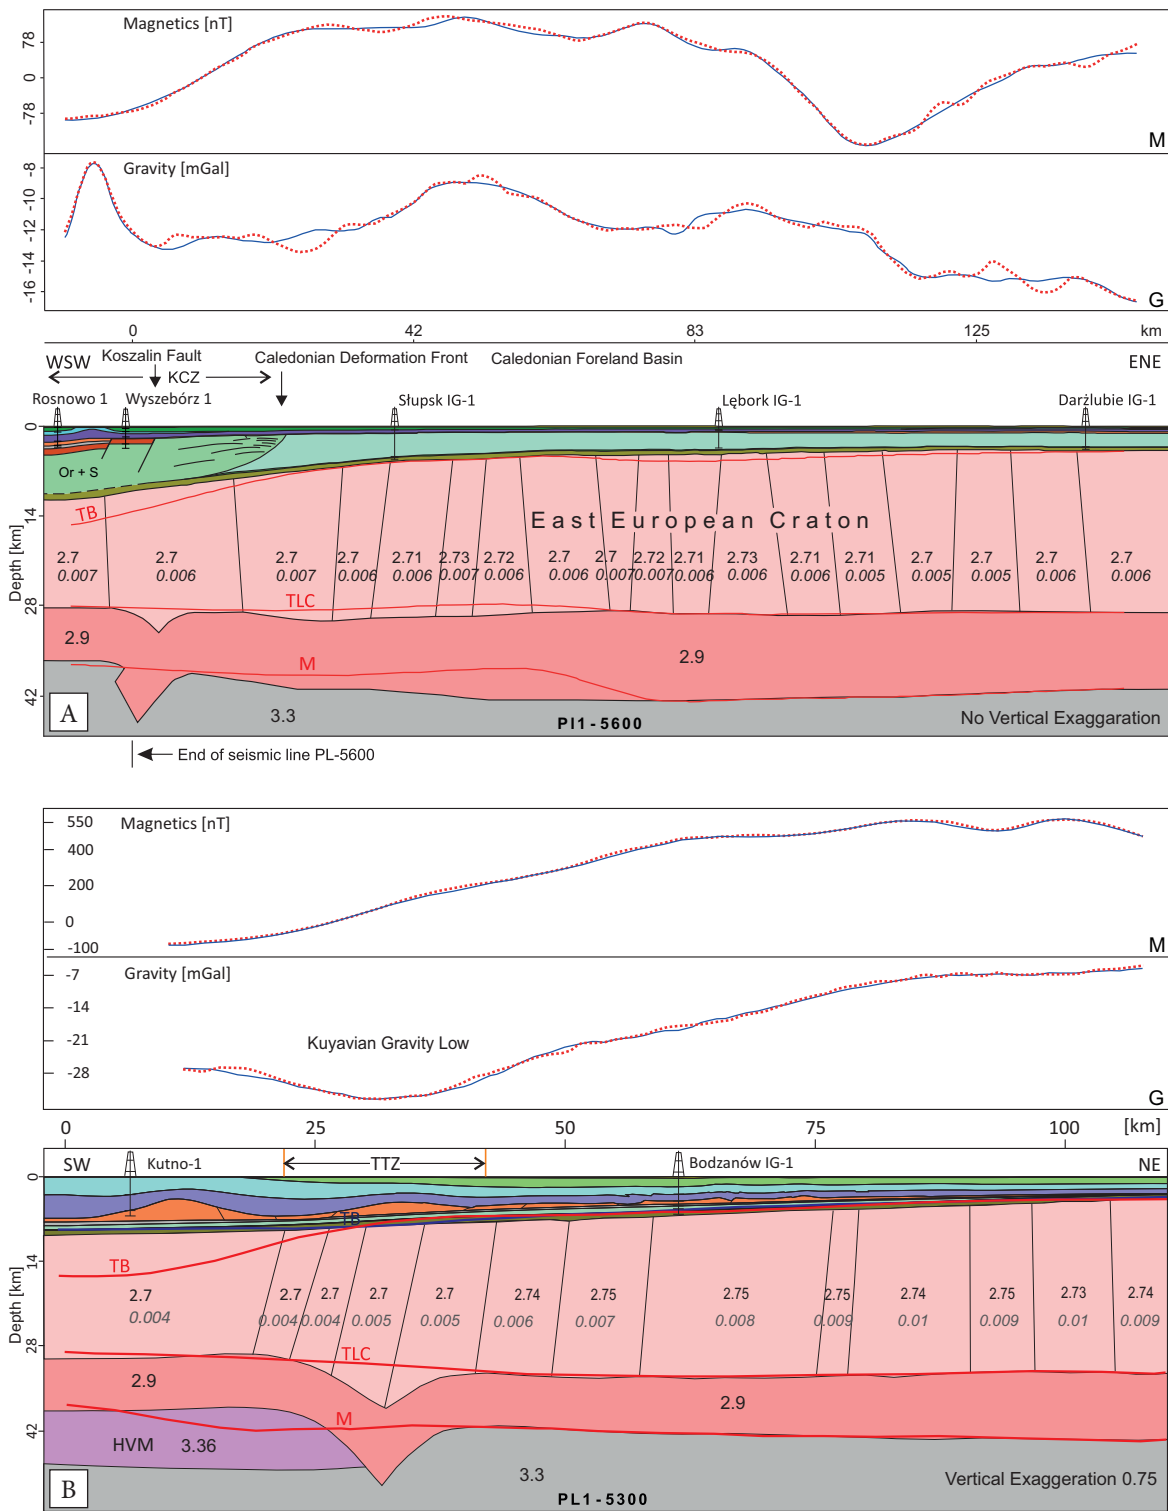 Magnetics [nT]
78
0
-78
M
Gravity [mGal]
-8
-10
-12
-14
-16
G
0 42 83 125 km
WSW Koszalin Fault Caledonian Deformation Front Caledonian Foreland Basin ENE
KCZ
Rosnowo 1 Wyszebórz 1 Słupsk IG-1 Lębork IG-1 Darżlubie IG-1
0
Or + S
14
TB
East European Craton
Depth [km]
2.7 2.7 2.7 2.7 2.71 2.73 2.72 2.7 2.7 2.72 2.71 2.73 2.71 2.71 2.7 2.7 2.7 2.7
0.007 0.006 0.007 0.006 0.006 0.007 0.006 0.006 0.007 0.007 0.006 0.006 0.006 0.005 0.005 0.005 0.006 0.006
28
TLC
2.9
M
2.9
42
A
3.3
Pl1-5600
No Vertical Exaggaration
End of seismic line PL-5600
Magnetics [nT]
550
400
200
0
-100
M
Gravity [mGal]
-7
-14
-21
-28
Kuyavian Gravity Low
G
0 25 50 75 100 [km]
SW Kutno-1 TTZ Bodzanów IG-1 NE
0
TB
14
TB
Depth [km]
2.7 2.7 2.7 2.7 2.7 2.74 2.75 2.75 2.75 2.74 2.75 2.73 2.74
0.004 0.004 0.004 0.005 0.005 0.006 0.007 0.008 0.009 0.01 0.009 0.01 0.009
28
TLC
2.9
2.9
M
42
HVM 3.36
B
3.3
PL1-5300
Vertical Exaggeration 0.75